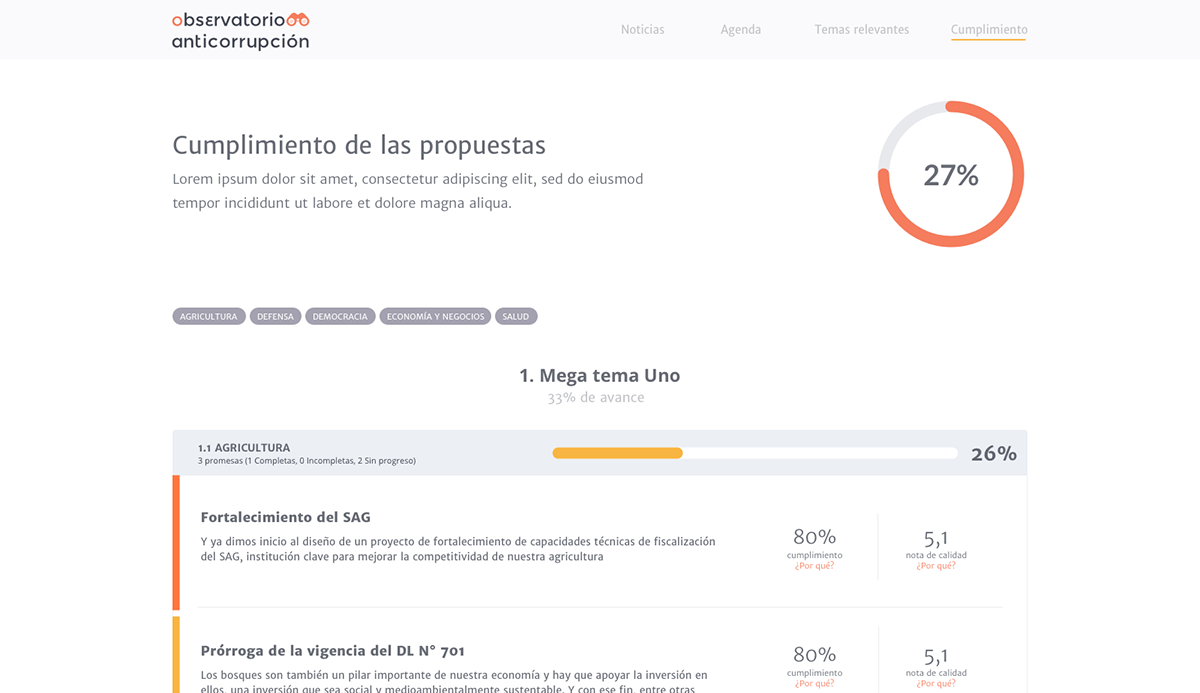 observatorio
anticorrupción
Noticias
Agenda
Temas relevantes
Cumplimiento
Cumplimiento de las propuestas
Lorem ipsum dolor sit amet, consectetur adipiscing elit, sed do eiusmod
tempor incididunt ut labore et dolore magna aliqua.
27%
AGRICULTURA
DEFENSA
DEMOCRACIA
ECONOMÍA Y NEGOCIOS
SALUD
1. Mega tema Uno
33% de avance
1.1 AGRICULTURA
3 promesas (1 Completas, 0 Incompletas, 2 Sin progreso)
26%
Fortalecimiento del SAG
Y ya dimos inicio al diseño de un proyecto de fortalecimiento de capacidades técnicas de fiscalización
del SAG, institución clave para mejorar la competitividad de nuestra agricultura
80%
cumplimiento
¿Por qué?
5,1
nota de calidad
¿Por qué?
Prórroga de la vigencia del DL N° 701
Los bosques son también un pilar importante de nuestra economía y hay que apoyar la inversión en
ellos, una inversión que sea social y medioambientalmente sustentable. Y con ese fin, entre otras
80%
cumplimiento
¿Por qué?
5,1
nota de calidad
¿Por qué?